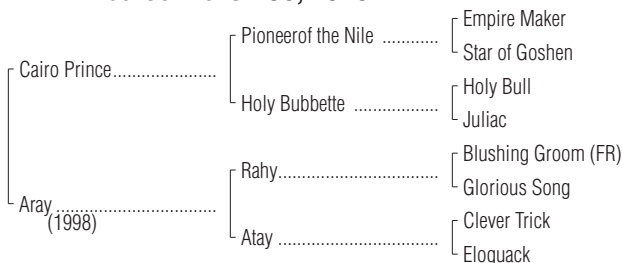 Empire Maker
Pioneerof the Nile ............
Star of Goshen
Cairo Prince......................
Holy Bull
Holy Bubbette ..................
Juliac
Blushing Groom (FR)
Rahy..................................
Glorious Song
Aray ..................................
(1998)
Clever Trick
Atay ..................................
Eloquack